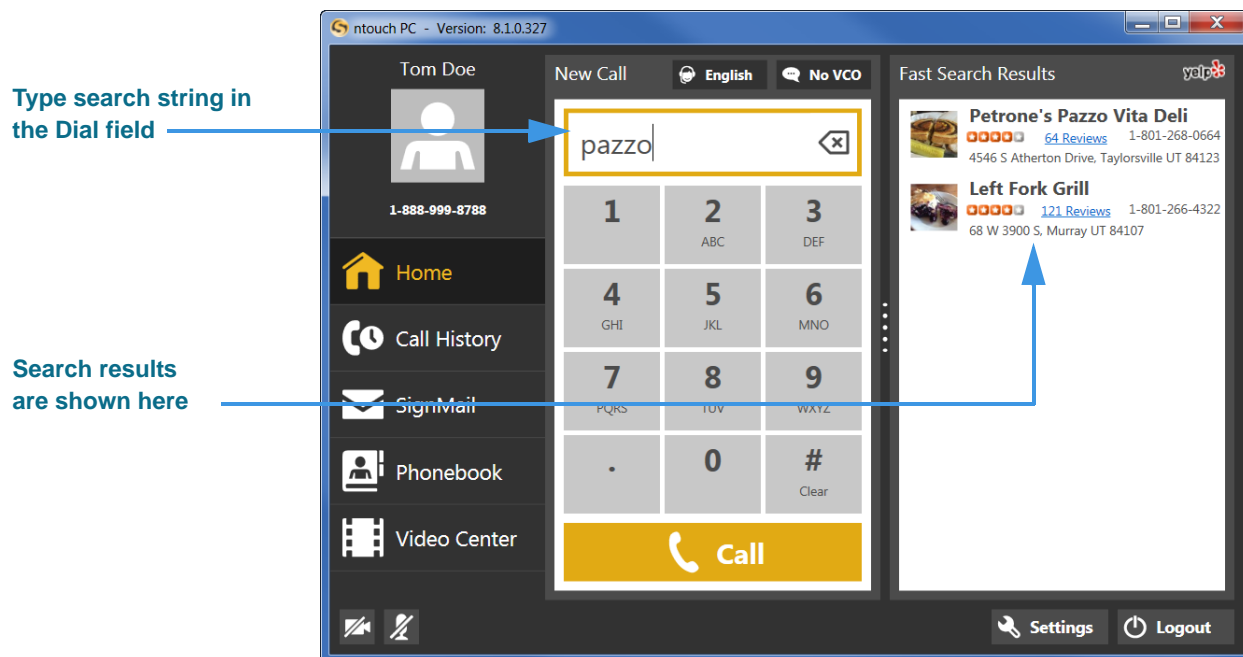 ntouch PC - Version: 8.1.0.327
Type search string in
the Dial field
Search results
are shown here
Tom Doe
1-888-999-8788
Home
Call History
SignMail
Phonebook
Video Center
New Call
English
No VCO
pazzo
1
2
ABC
3
DEF
4
GHI
5
JKL
6
MNO
7
PQRS
8
TUV
9
WXYZ
.
0
#
Clear
Call
Fast Search Results
yelp
Petrone's Pazzo Vita Deli
64 Reviews 1-801-268-0664
4546 S Atherton Drive, Taylorsville UT 84123
Left Fork Grill
121 Reviews 1-801-266-4322
68 W 3900 S, Murray UT 84107
Settings
Logout